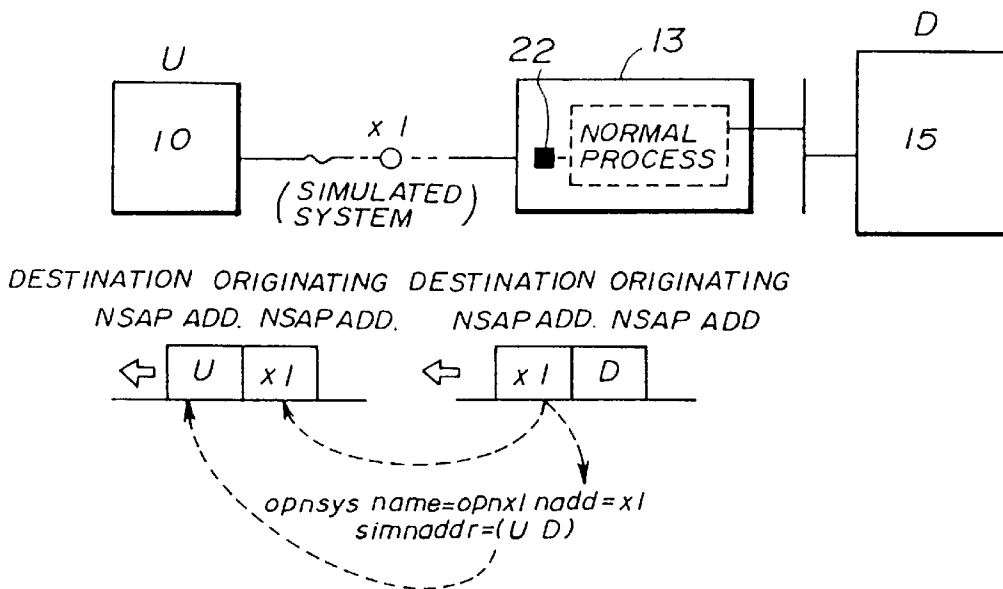 U
D
22
13
10
x1
(SIMULATED SYSTEM)
NORMAL
PROCESS
15
DESTINATION ORIGINATING DESTINATION ORIGINATING
NSAP ADD. NSAP ADD. NSAP ADD. NSAP ADD
U x1 x1 D
opnsys name=opnx1 nadd=x1
simnaddr=(U D)